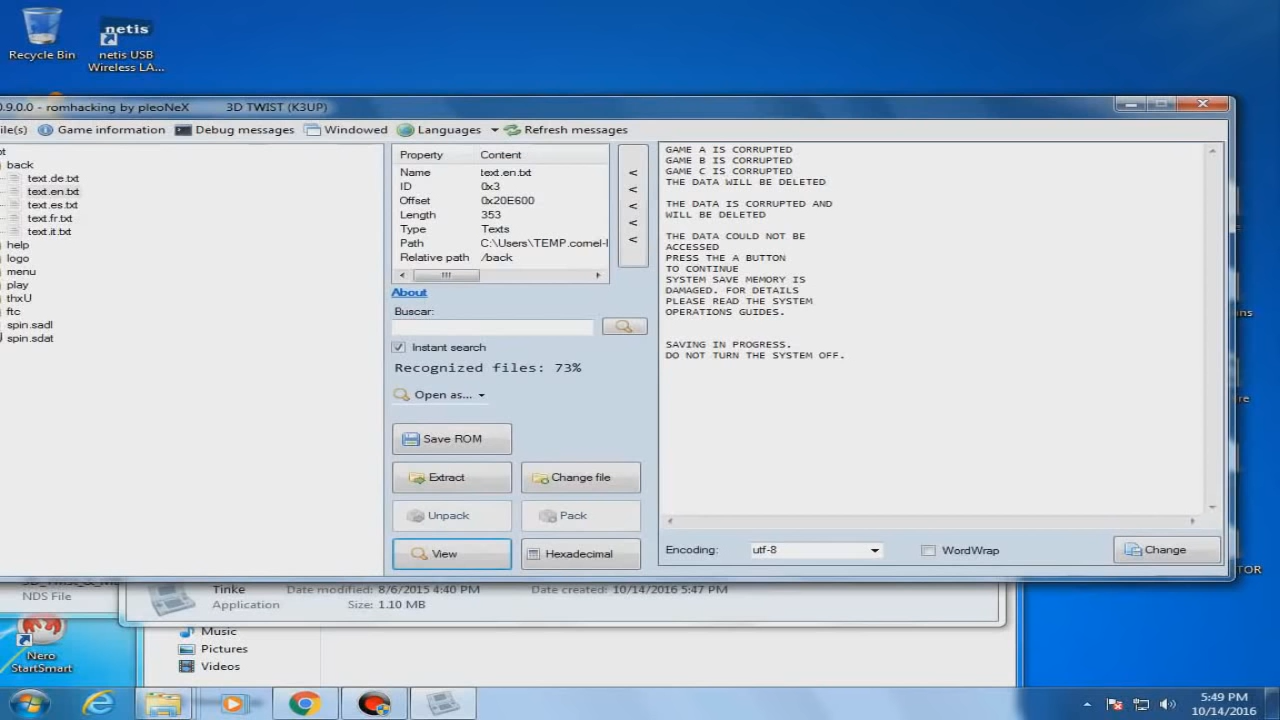 Recycle Bin
netis
netis USB
Wireless LA...
0.9.0.0 - romhacking by pleoNeX 3D TWIST (K3UP)
ile(s) Game information Debug messages Windowed Languages Refresh messages
ot
back
text.de.txt
text.en.txt
text.es.txt
text.fr.txt
text.it.txt
help
logo
menu
play
thxU
ftc
spin.sadl
spin.sdat
Property Content
Name text.en.txt
ID 0x3
Offset 0x20E600
Length 353
Type Texts
Path C:\Users\TEMP.comel-l
Relative path /back
About
Buscar:
Instant search
Recognized files: 73%
Open as...
Save ROM
Extract Change file
Unpack Pack
View Hexadecimal
<
<
<
<
<
GAME A IS CORRUPTED
GAME B IS CORRUPTED
GAME C IS CORRUPTED
THE DATA WILL BE DELETED
THE DATA IS CORRUPTED AND
WILL BE DELETED
THE DATA COULD NOT BE
ACCESSED
PRESS THE A BUTTON
TO CONTINUE
SYSTEM SAVE MEMORY IS
DAMAGED. FOR DETAILS
PLEASE READ THE SYSTEM
OPERATIONS GUIDES.
SAVING IN PROGRESS.
DO NOT TURN THE SYSTEM OFF.
Encoding: utf-8 WordWrap Change
ns
re
TOR
NDS File
Tinke Date modified: 8/6/2015 4:40 PM Date created: 10/14/2016 5:47 PM
Application Size: 1.10 MB
Music
Pictures
Videos
Nero
StartSmart
5:49 PM
10/14/2016